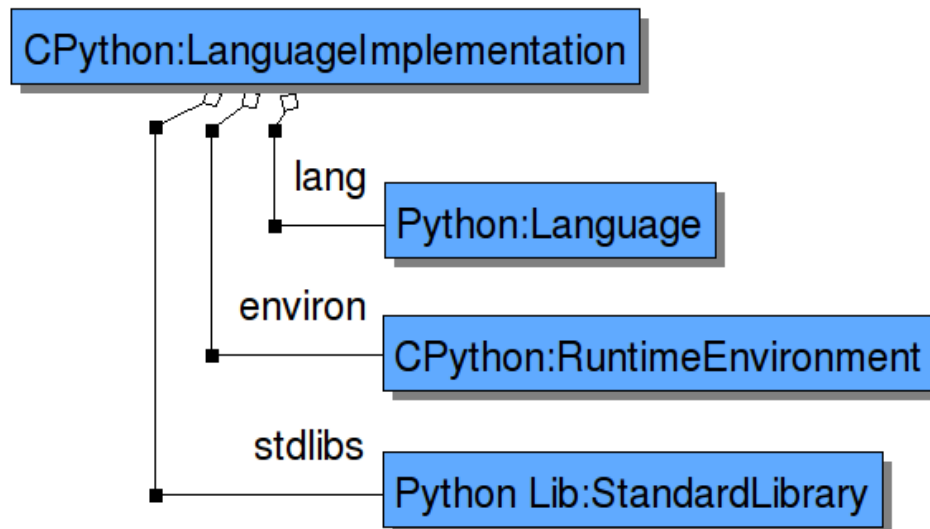 CPython:LanguageImplementation
lang
Python:Language
environ
CPython:RuntimeEnvironment
stdlibs
Python Lib:StandardLibrary